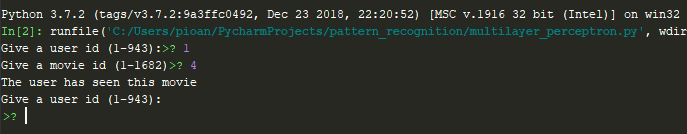 Python 3.7.2 (tags/v3.7.2:9a3ffc0492, Dec 23 2018, 22:20:52) [MSC v.1916 32 bit (Intel)] on win32
In[2]: runfile('C:/Users/pioan/PycharmProjects/pattern_recognition/multilayer_perceptron.py', wdir
Give a user id (1-943):>? 1
Give a movie id (1-1682)>? 4
The user has seen this movie
Give a user id (1-943):
>?